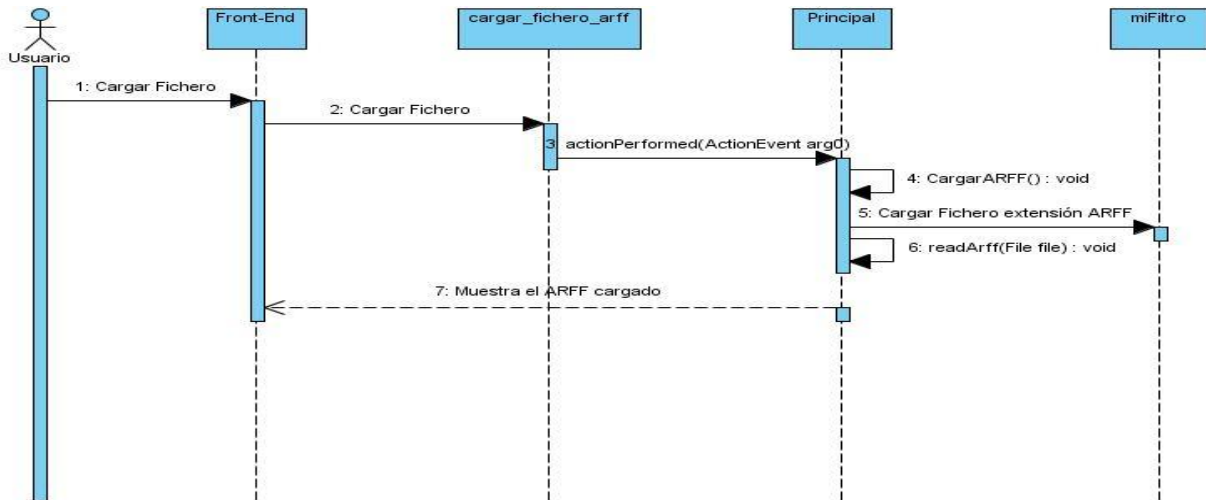 Usuario
Front-End
cargar_fichero_arff
Principal
miFiltro
1: Cargar Fichero
2: Cargar Fichero
3 actionPerformed(ActionEvent arg0)
4: CargarARFF() : void
5: Cargar Fichero extensión ARFF
6: readArff(File file) : void
7: Muestra el ARFF cargado